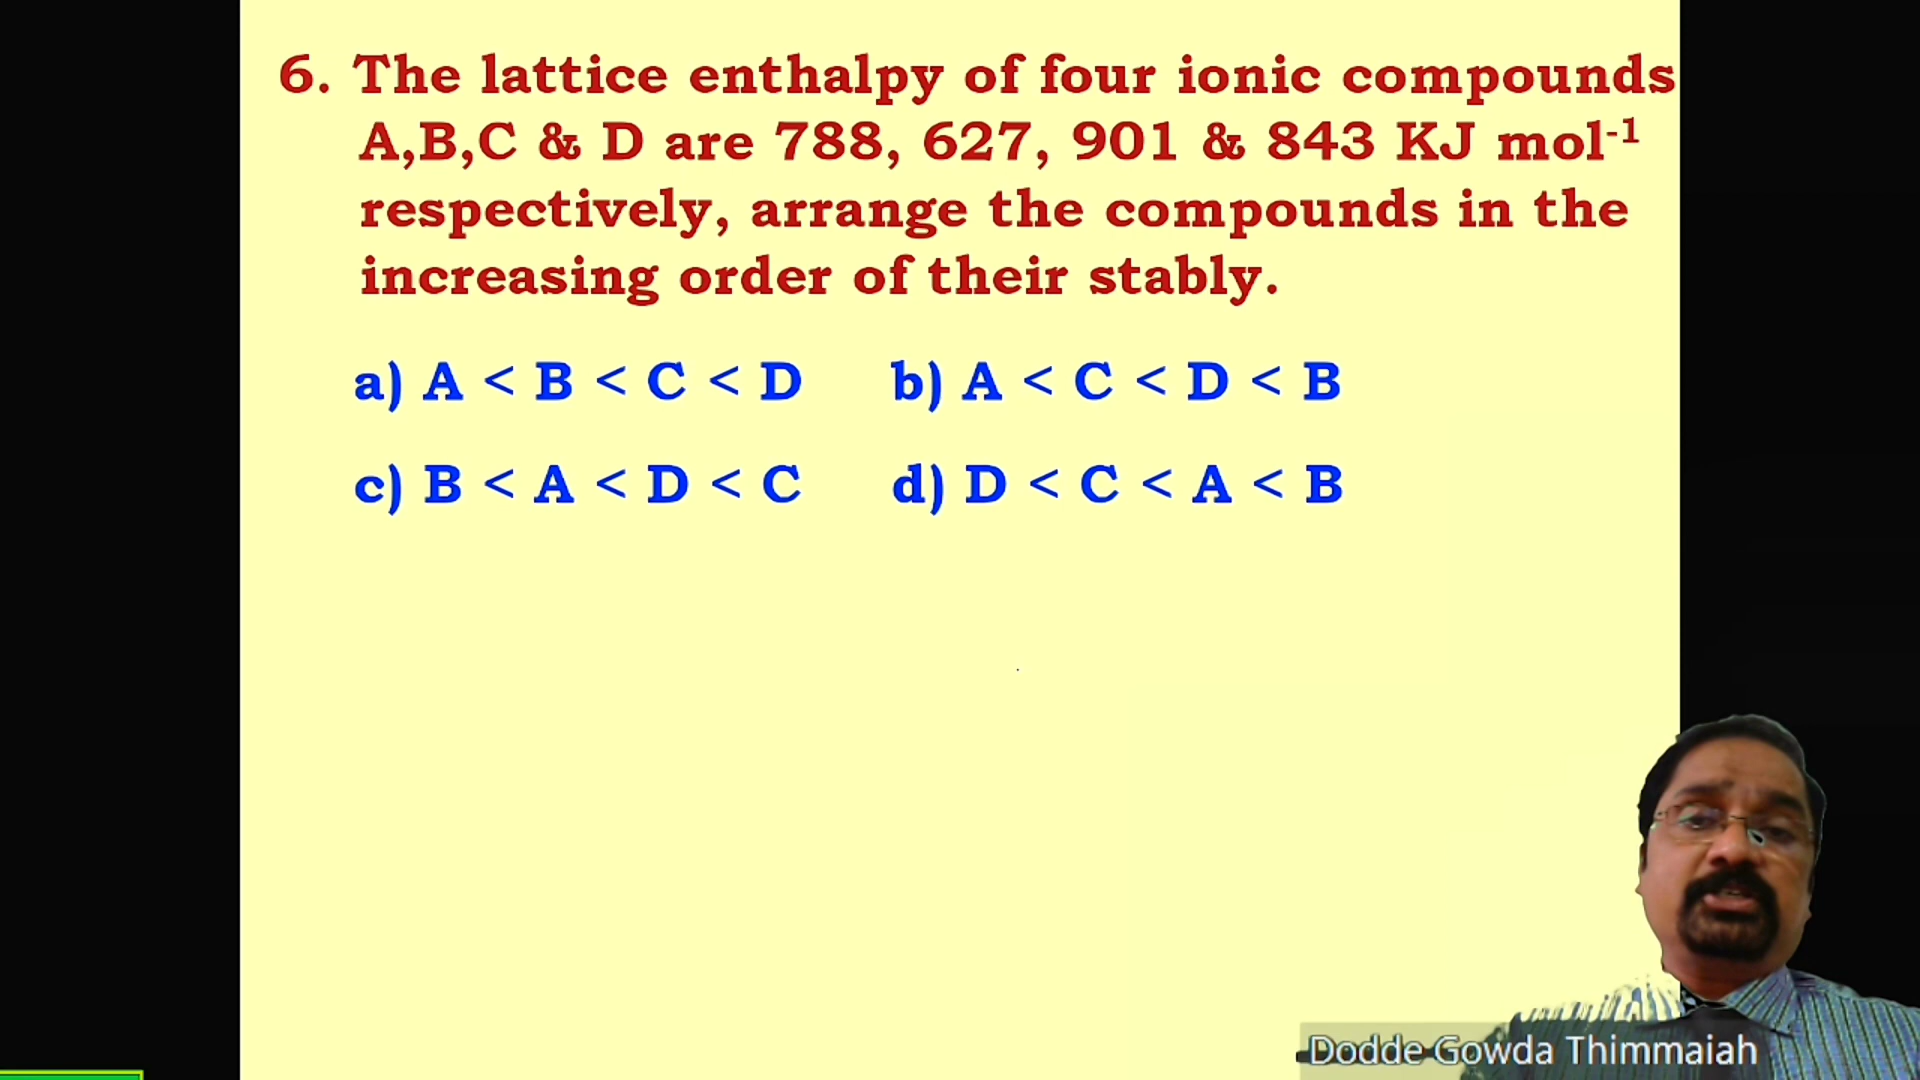 6. The lattice enthalpy of four ionic compounds
A,B,C & D are 788, 627, 901 & 843 KJ mol⁻¹
respectively, arrange the compounds in the
increasing order of their stably.
a) A < B < C < D b) A < C < D < B
c) B < A < D < C d) D < C < A < B
Dodde Gowda Thimmaiah